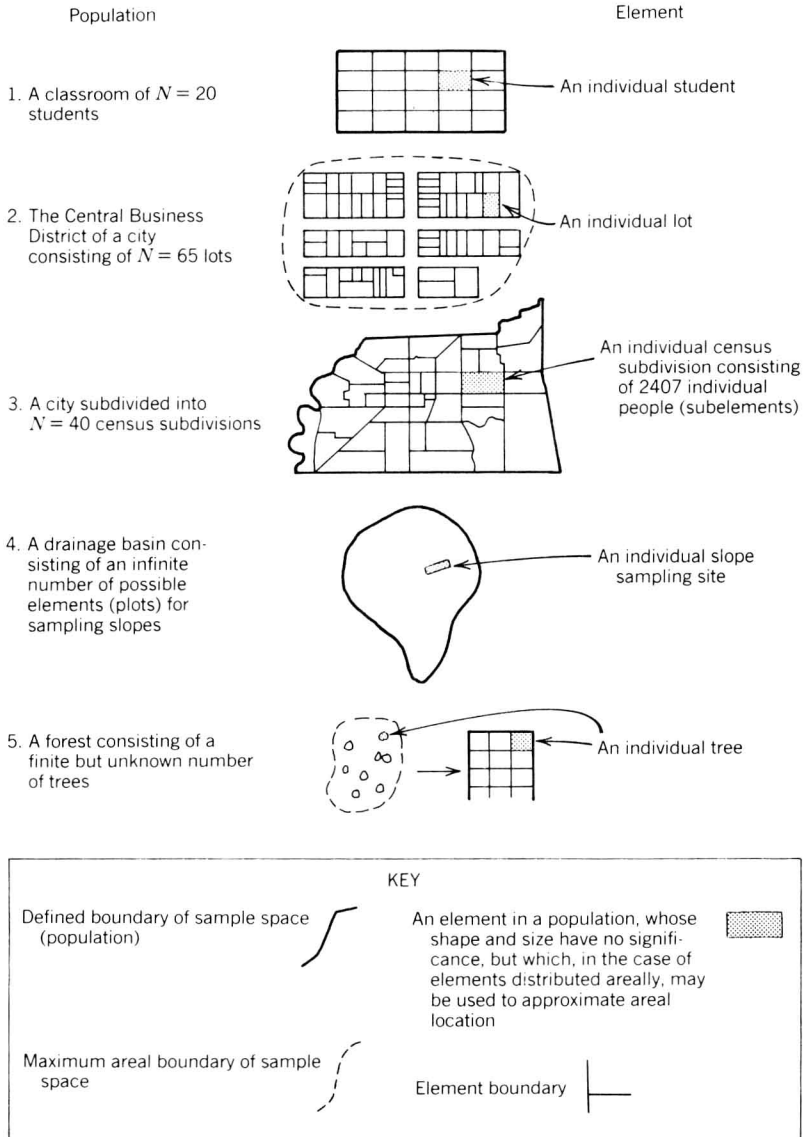 Population
Element
1. A classroom of N = 20
students
An individual student
2. The Central Business
District of a city
consisting of N = 65 lots
An individual lot
3. A city subdivided into
N = 40 census subdivisions
An individual census
subdivision consisting
of 2407 individual
people (subelements)
4. A drainage basin con-
sisting of an infinite
number of possible
elements (plots) for
sampling slopes
An individual slope
sampling site
5. A forest consisting of a
finite but unknown number
of trees
An individual tree
KEY
Defined boundary of sample space
(population)
An element in a population, whose
shape and size have no signifi-
cance, but which, in the case of
elements distributed areally, may
be used to approximate areal
location
Maximum areal boundary of sample
space
Element boundary